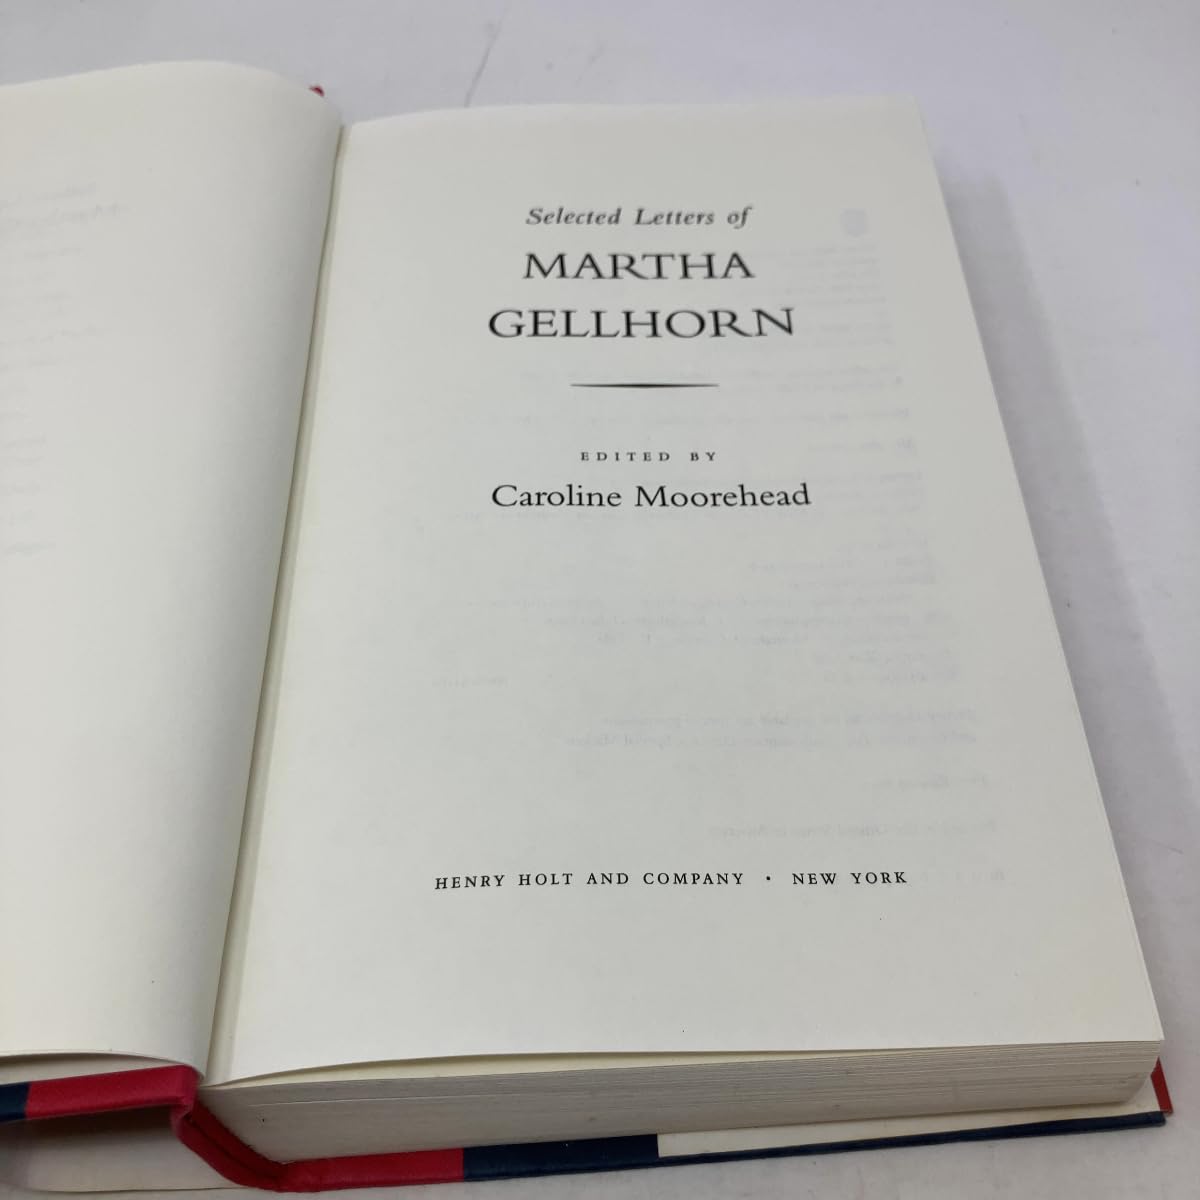 Selected Letters of
MARTHA
GELLHORN
EDITED BY
Caroline Moorehead
HENRY HOLT AND COMPANY • NEW YORK